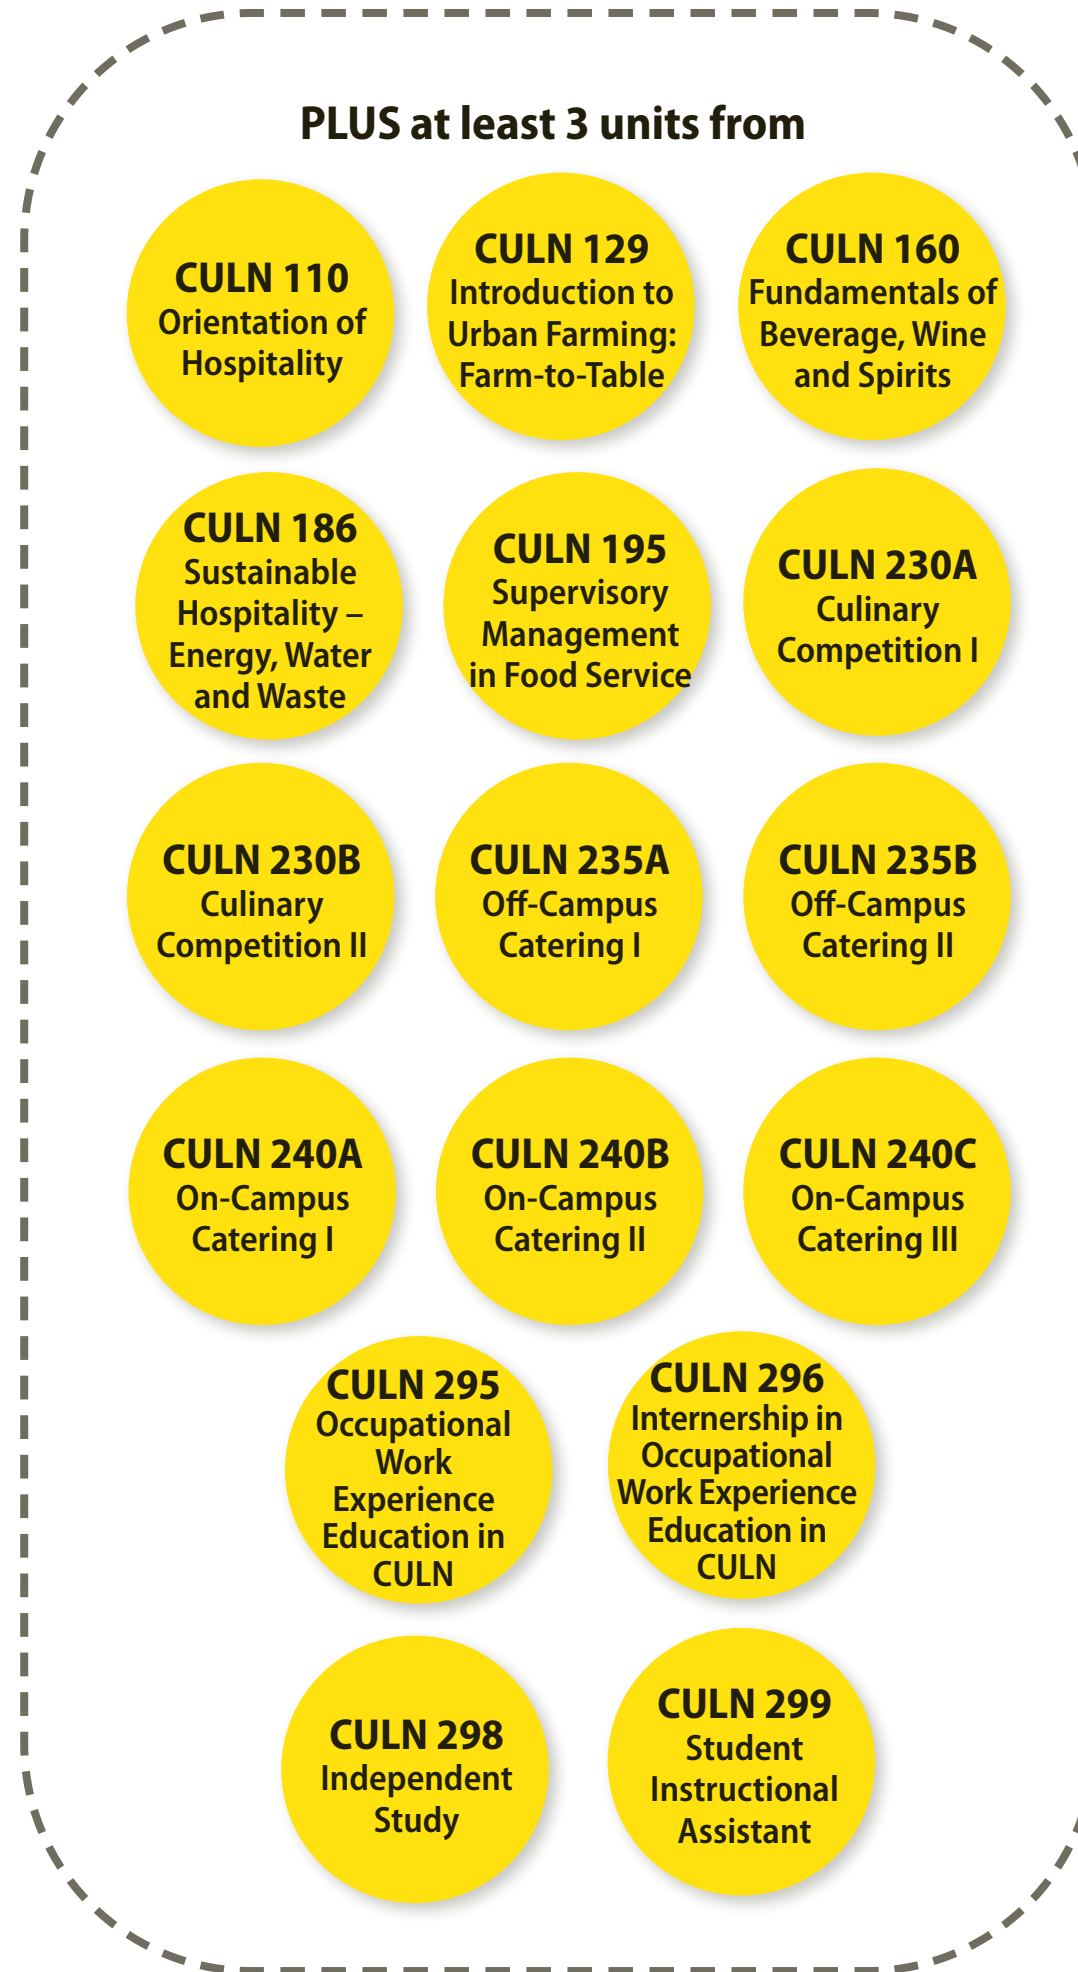 PLUS at least 3 units from
CULN 110
Orientation of
Hospitality
CULN 129
Introduction to
Urban Farming:
Farm-to-Table
CULN 160
Fundamentals of
Beverage, Wine
and Spirits
CULN 186
Sustainable
Hospitality –
Energy, Water
and Waste
CULN 195
Supervisory
Management
in Food Service
CULN 230A
Culinary
Competition I
CULN 230B
Culinary
Competition II
CULN 235A
Off-Campus
Catering I
CULN 235B
Off-Campus
Catering II
CULN 240A
On-Campus
Catering I
CULN 240B
On-Campus
Catering II
CULN 240C
On-Campus
Catering III
CULN 295
Occupational
Work
Experience
Education in
CULN
CULN 296
Internership in
Occupational
Work Experience
Education in
CULN
CULN 298
Independent
Study
CULN 299
Student
Instructional
Assistant